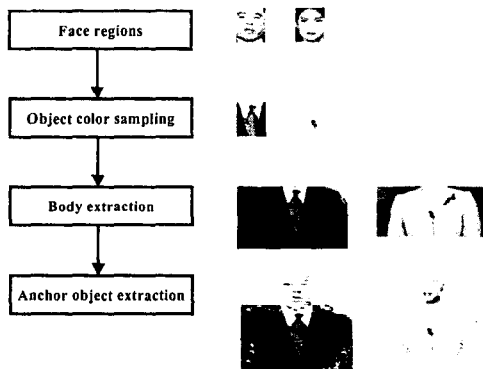 Face regions
Object color sampling
Body extraction
Anchor object extraction